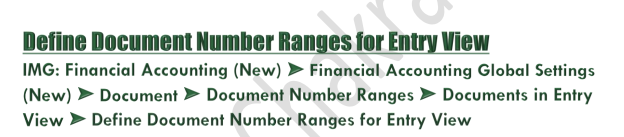 Define Document Number Ranges for Entry View
IMG: Financial Accounting (New) ➤ Financial Accounting Global Settings
(New) ➤ Document ➤ Document Number Ranges ➤ Documents in Entry
View ➤ Define Document Number Ranges for Entry View